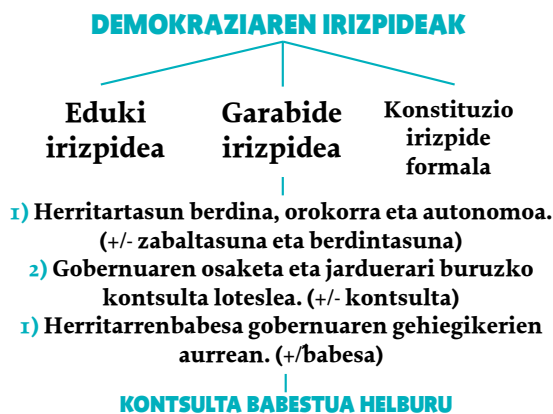 DEMOKRAZIAREN IRIZPIDEAK
Eduki
irizpidea
Garabide
irizpidea
Konstituzio
irizpide
formala
1) Herritartasun berdina, orokorra eta autonomoa.
(+/- zabaltasuna eta berdintasuna)
2) Gobernuaren osaketa eta jarduerari buruzko
kontsulta loteslea. (+/- kontsulta)
1) Herritarrenbabesa gobernuaren gehiegikerien
aurrean. (+/babesa)
KONTSULTA BABESTUA HELBURU